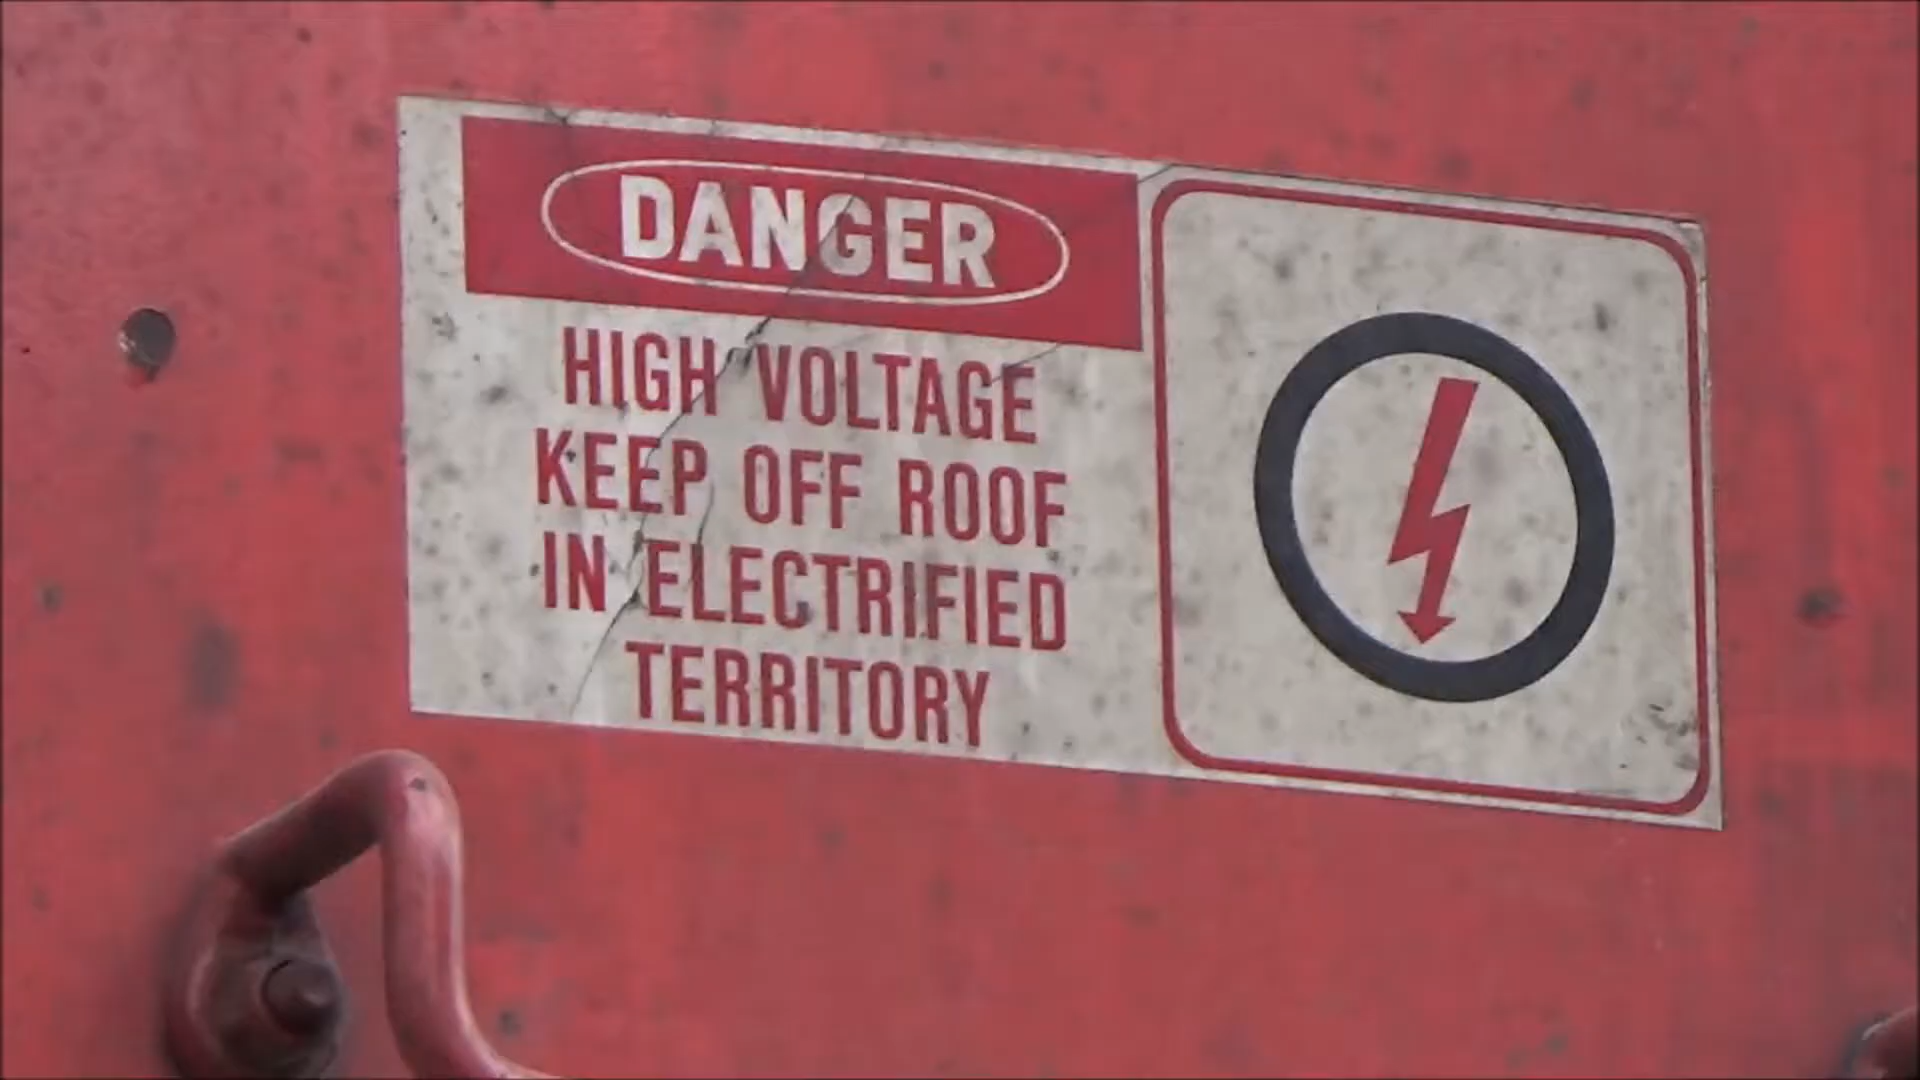 DANGER
HIGH VOLTAGE
KEEP OFF ROOF
IN ELECTRIFIED
TERRITORY